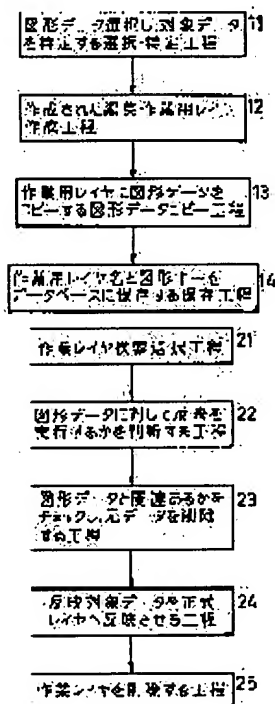 図形データ選択し対象データ
を特定する選択・特定工程
11
作成された編集作業用レイヤ
作成工程
12
作業用レイヤに図形データを
コピーする図形データコピー工程
13
作業用レイヤ名と図形キーを
データベースに保存する保存工程
14
作業レイヤ状態選択工程
21
図形データに対して反映を
実行するかを判断する工程
22
図形データと関連あるかを
チェックし元データを削除
する工程
23
反映対象データを正式
レイヤへ反映させる工程
24
作業レイヤを削除する工程
25